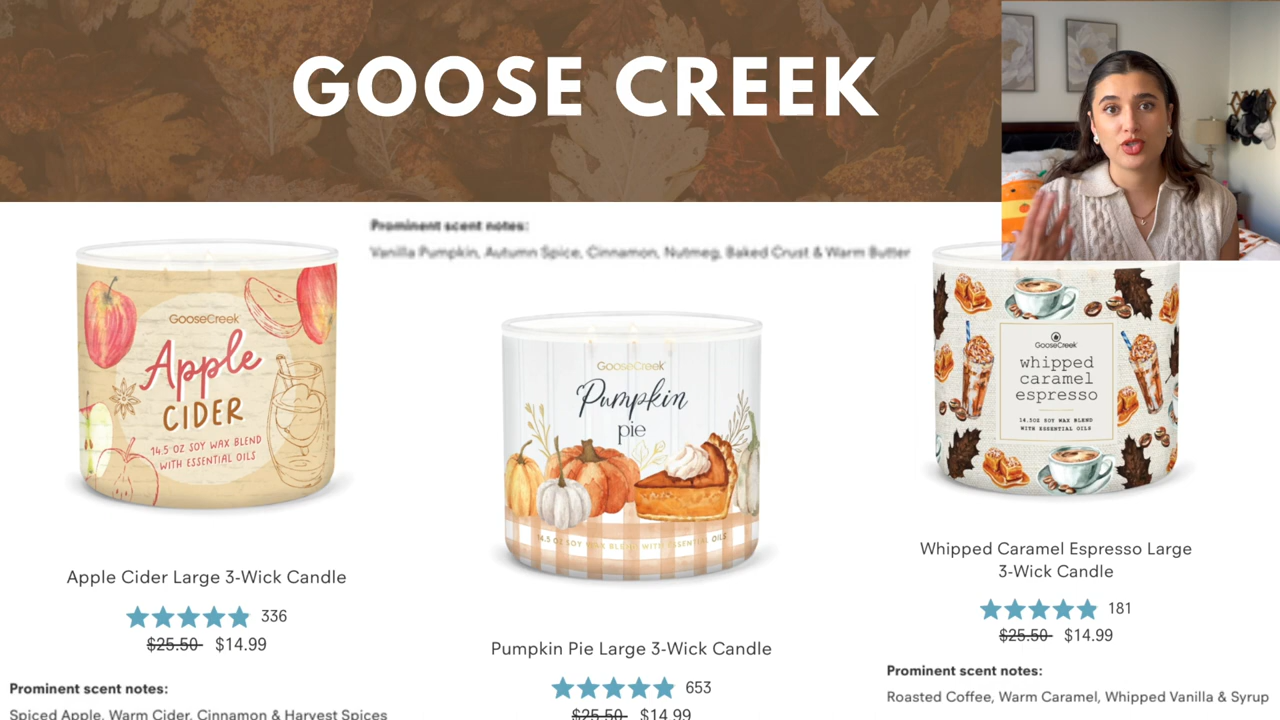 GOOSE CREEK
Prominent scent notes:
Vanilla Pumpkin, Autumn Spice, Cinnamon, Nutmeg, Baked Crust & Warm Butter
GooseCreek
Apple
CIDER
14.5 OZ SOY WAX BLEND
WITH ESSENTIAL OILS
Apple Cider Large 3-Wick Candle
336
$25.50 $14.99
Prominent scent notes:
Spiced Apple, Warm Cider, Cinnamon & Harvest Spices
GooseCreek
Pumpkin
pie
14.5 OZ SOY WAX BLEND WITH ESSENTIAL OILS
Pumpkin Pie Large 3-Wick Candle
653
$25.50 $14.99
GooseCreek
whipped
caramel
espresso
14.5OZ SOY WAX BLEND
WITH ESSENTIAL OILS
Whipped Caramel Espresso Large
3-Wick Candle
181
$25.50 $14.99
Prominent scent notes:
Roasted Coffee, Warm Caramel, Whipped Vanilla & Syrup